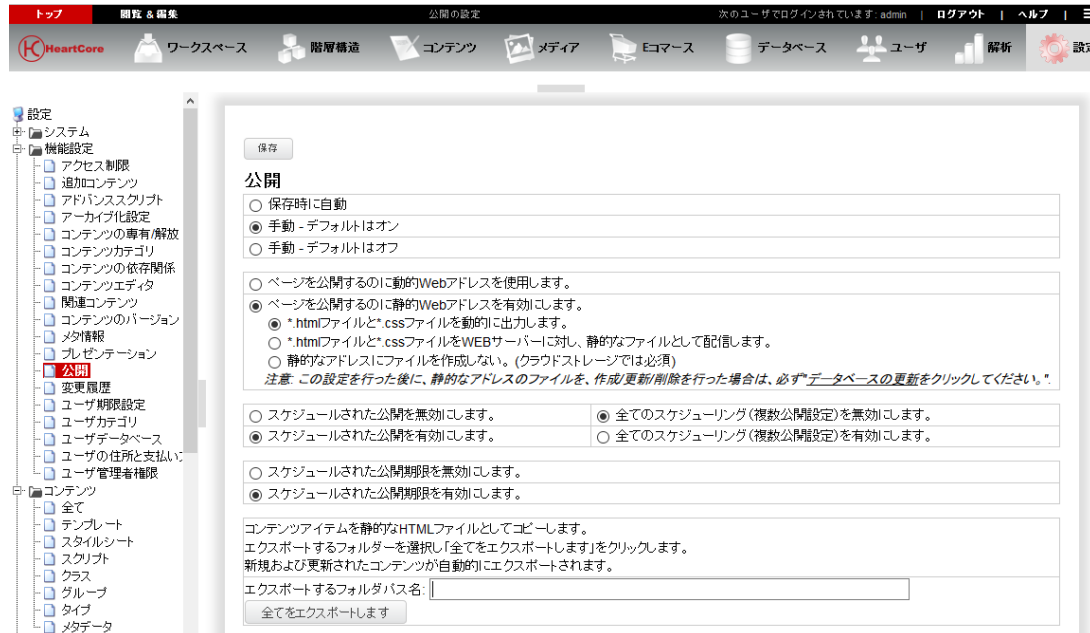 トップ 閲覧 & 編集 公開の設定 次のユーザでログインされています: admin | ログアウト | ヘルプ |
HeartCore ワークスペース 階層構造 コンテンツ メディア Eコマース データベース ユーザ 解析 設定
設定
システム
機能設定
アクセス制限
追加コンテンツ
アドバンススクリプト
アーカイブ化設定
コンテンツの専有/解放
コンテンツカテゴリ
コンテンツの依存関係
コンテンツエディタ
関連コンテンツ
コンテンツのバージョン
メタ情報
プレゼンテーション
公開
変更履歴
ユーザ期限設定
ユーザカテゴリ
ユーザデータベース
ユーザの住所と支払い
ユーザ管理者権限
コンテンツ
全て
テンプレート
スタイルシート
スクリプト
クラス
グループ
タイプ
メタデータ
保存
公開
保存時に自動
手動 - デフォルトはオン
手動 - デフォルトはオフ
ページを公開するのに動的Webアドレスを使用します。
ページを公開するのに静的Webアドレスを有効にします。
*.htmlファイルと*.cssファイルを動的に出力します。
*.htmlファイルと*.cssファイルをWEBサーバーに対し、静的なファイルとして配信します。
静的なアドレスにファイルを作成しない。(クラウドストレージでは必須)
注意: この設定を行った後に、静的なアドレスのファイルを、作成/更新/削除を行った場合は、必ず"データベースの更新をクリックしてください。".
スケジュールされた公開を無効にします。 全てのスケジューリング(複数公開設定)を無効にします。
スケジュールされた公開を有効にします。 全てのスケジューリング(複数公開設定)を有効にします。
スケジュールされた公開期限を無効にします。
スケジュールされた公開期限を有効にします。
コンテンツアイテムを静的なHTMLファイルとしてコピーします。
エクスポートするフォルダーを選択し「全てをエクスポートします」をクリックします。
新規および更新されたコンテンツが自動的にエクスポートされます。
エクスポートするフォルダパス名:
全てをエクスポートします